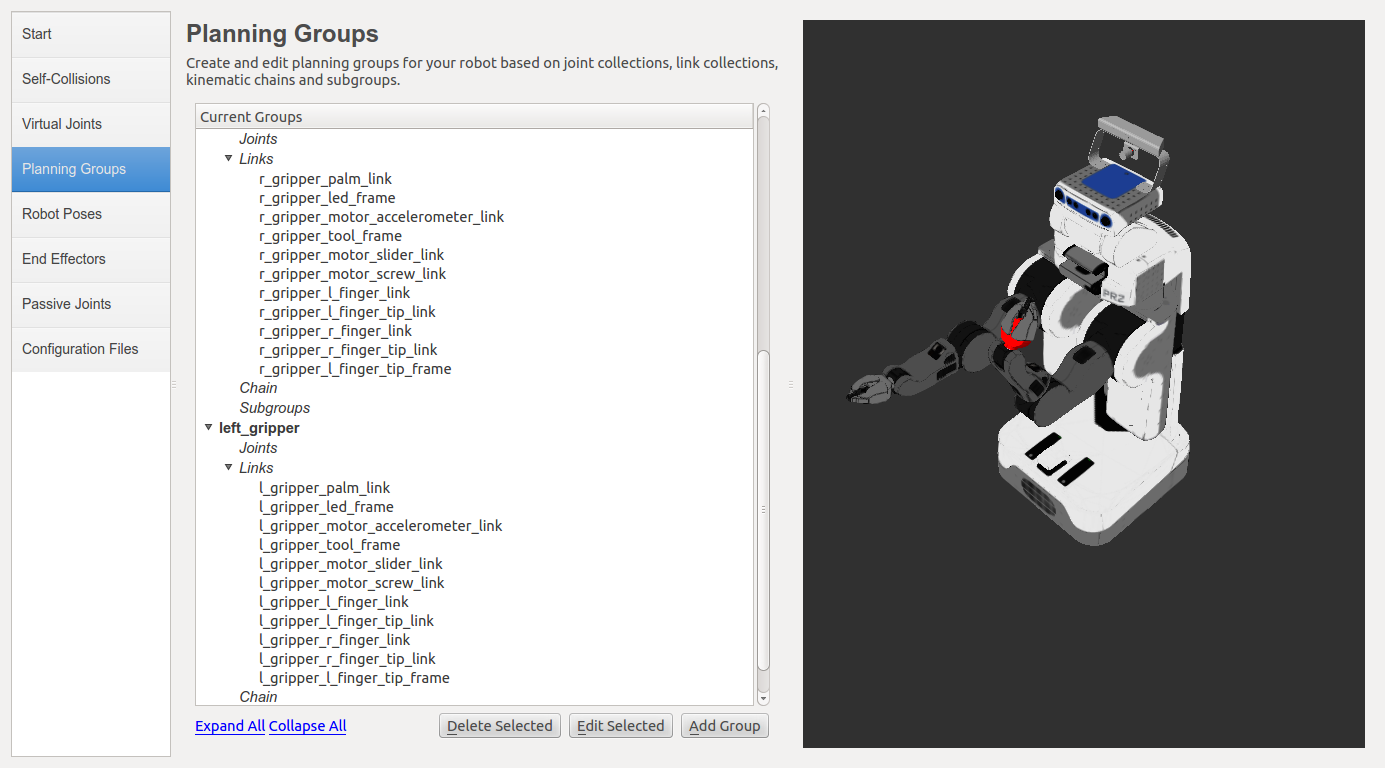 Start
Self-Collisions
Virtual Joints
Planning Groups
Robot Poses
End Effectors
Passive Joints
Configuration Files
Planning Groups
Create and edit planning groups for your robot based on joint collections, link collections,
kinematic chains and subgroups.
Current Groups
Joints
Links
r_gripper_palm_link
r_gripper_led_frame
r_gripper_motor_accelerometer_link
r_gripper_tool_frame
r_gripper_motor_slider_link
r_gripper_motor_screw_link
r_gripper_l_finger_link
r_gripper_l_finger_tip_link
r_gripper_r_finger_link
r_gripper_r_finger_tip_link
r_gripper_l_finger_tip_frame
Chain
Subgroups
left_gripper
Joints
Links
l_gripper_palm_link
l_gripper_led_frame
l_gripper_motor_accelerometer_link
l_gripper_tool_frame
l_gripper_motor_slider_link
l_gripper_motor_screw_link
l_gripper_l_finger_link
l_gripper_l_finger_tip_link
l_gripper_r_finger_link
l_gripper_r_finger_tip_link
l_gripper_l_finger_tip_frame
Chain
Expand All Collapse All
Delete Selected
Edit Selected
Add Group
PR2